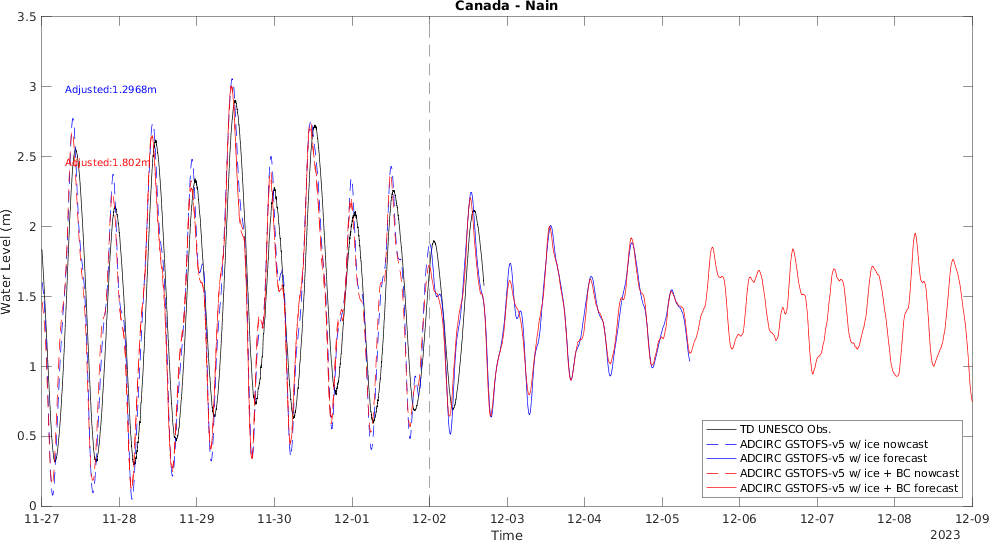 Canada - Nain
3.5
3
2.5
2
1.5
1
0.5
0
Water Level (m)
Adjusted:1.2968m
Adjusted:1.802m
TD UNESCO Obs.
ADCIRC GSTOFS-v5 w/ ice nowcast
ADCIRC GSTOFS-v5 w/ ice forecast
ADCIRC GSTOFS-v5 w/ ice + BC nowcast
ADCIRC GSTOFS-v5 w/ ice + BC forecast
11-27 11-28 11-29 11-30 12-01 12-02 12-03 12-04 12-05 12-06 12-07 12-08 12-09
Time
2023